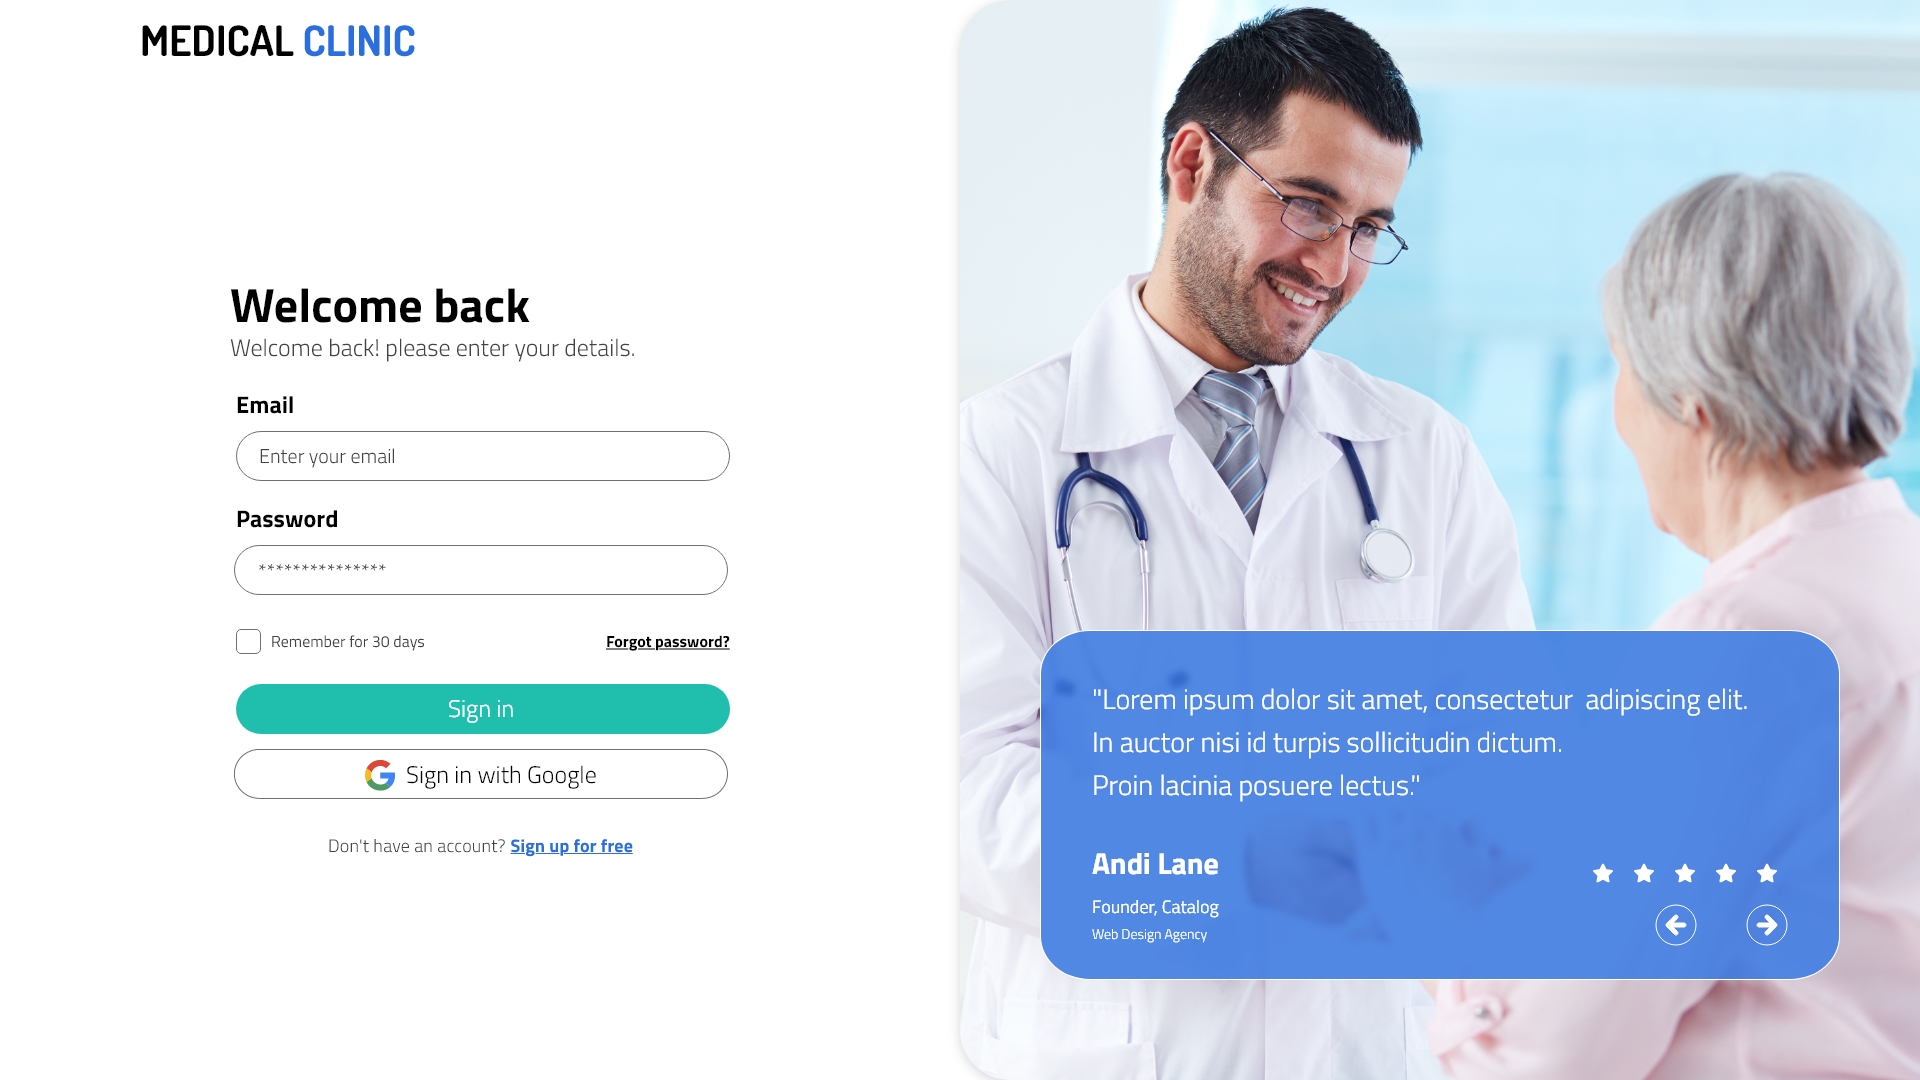 MEDICAL CLINIC
Welcome back
Welcome back! please enter your details.
Email
Enter your email
Password
***************
Remember for 30 days
Forgot password?
Sign in
Sign in with Google
Don't have an account? Sign up for free
"Lorem ipsum dolor sit amet, consectetur adipiscing elit.
In auctor nisi id turpis sollicitudin dictum.
Proin lacinia posuere lectus."
Andi Lane
Founder, Catalog
Web Design Agency